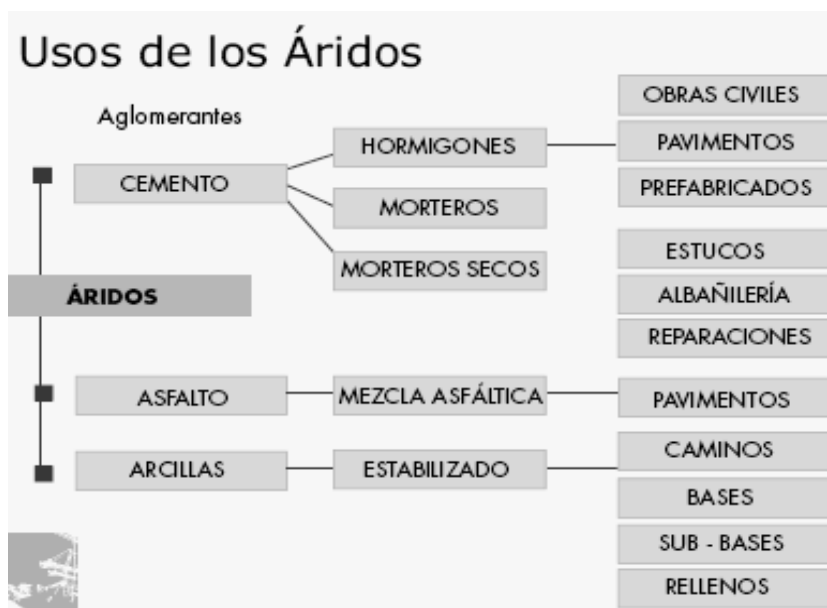 Usos de los Áridos
Aglomerantes
ÁRIDOS
CEMENTO
HORMIGONES
MORTEROS
MORTEROS SECOS
OBRAS CIVILES
PAVIMENTOS
PREFABRICADOS
ESTUCOS
ALBAÑILERÍA
REPARACIONES
ASFALTO
MEZCLA ASFÁLTICA
PAVIMENTOS
ARCILLAS
ESTABILIZADO
CAMINOS
BASES
SUB - BASES
RELLENOS